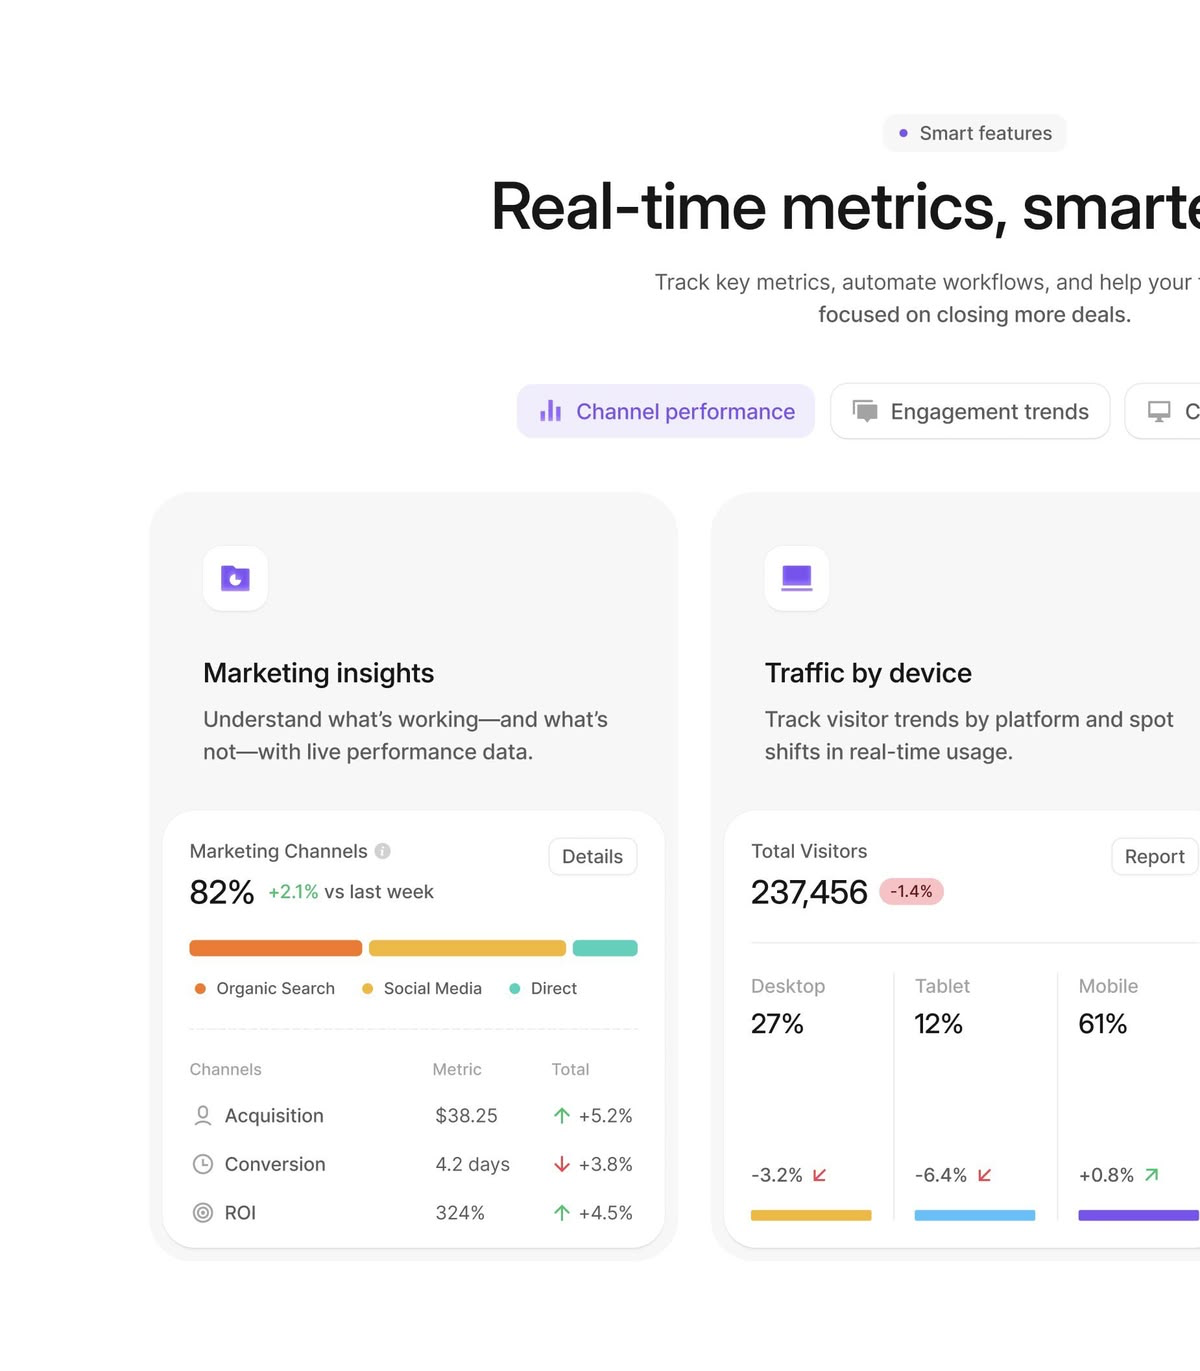 Smart features
Real-time metrics, smarte
Track key metrics, automate workflows, and help your
focused on closing more deals.
Channel performance
Engagement trends
C
Marketing insights
Understand what’s working—and what’s
not—with live performance data.
Marketing Channels
Details
82% +2.1% vs last week
Organic Search
Social Media
Direct
Channels Metric Total
Acquisition $38.25 +5.2%
Conversion 4.2 days +3.8%
ROI 324% +4.5%
Traffic by device
Track visitor trends by platform and spot
shifts in real-time usage.
Total Visitors
Report
237,456 -1.4%
Desktop Tablet Mobile
27% 12% 61%
-3.2% -6.4% +0.8%